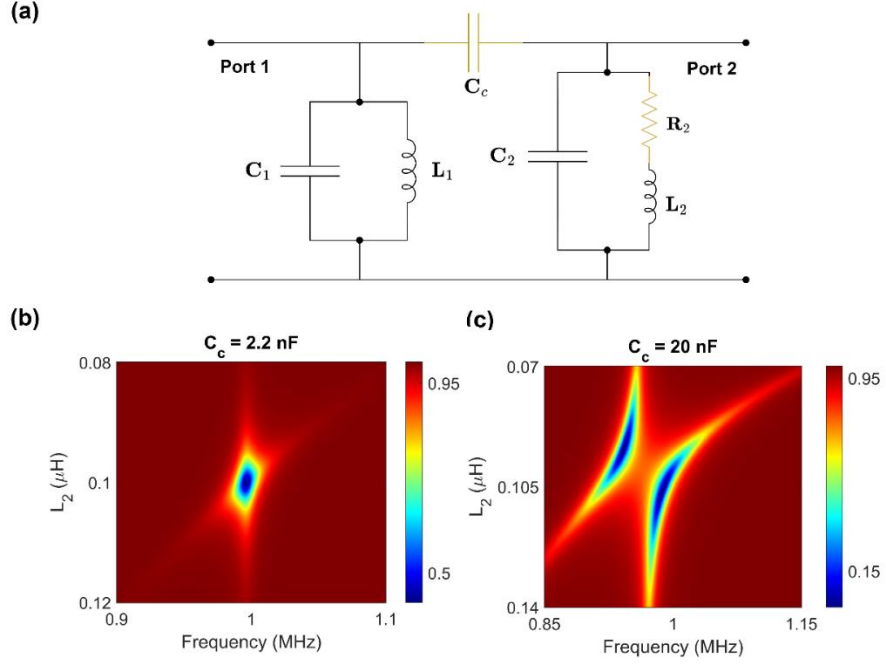 (a)
Port 1
Port 2
C_c
C_1
L_1
C_2
R_2
L_2
(b)
(c)
C_c = 2.2 nF
C_c = 20 nF
0.08
0.1
0.12
L_2 (μH)
0.9
1
1.1
Frequency (MHz)
0.95
0.5
0.07
0.105
0.14
L_2 (μH)
0.85
1
1.15
Frequency (MHz)
0.95
0.15